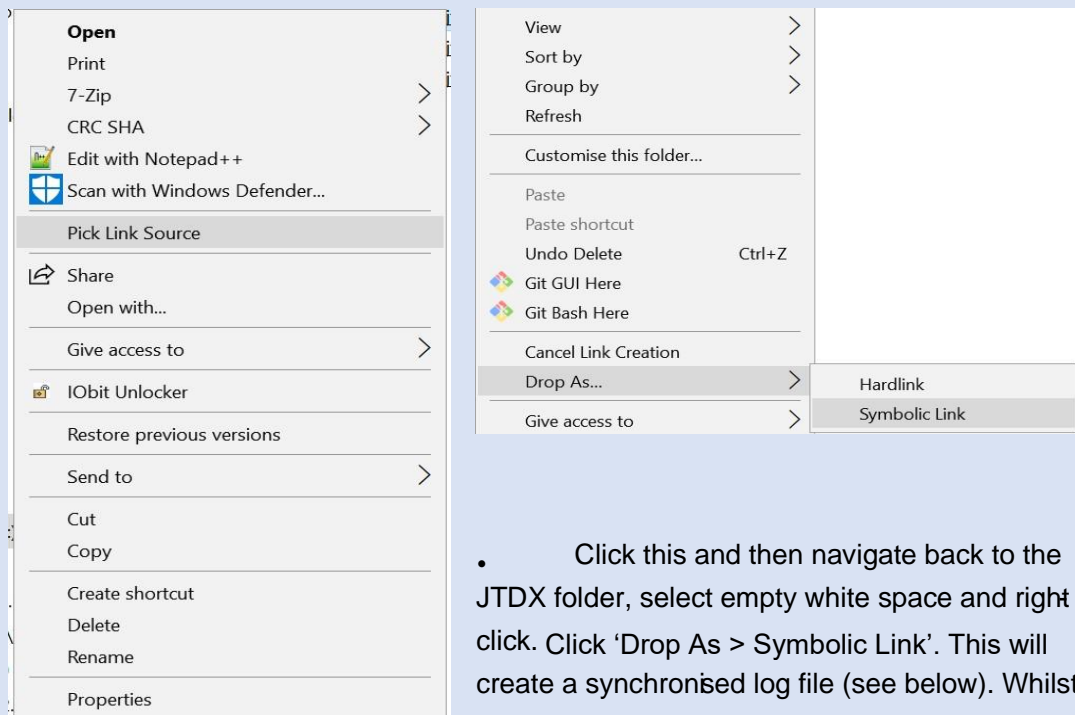 Open
Print
7-Zip
CRC SHA
Edit with Notepad++
Scan with Windows Defender...
Pick Link Source
Share
Open with...
Give access to
IObit Unlocker
Restore previous versions
Send to
Cut
Copy
Create shortcut
Delete
Rename
Properties
View
Sort by
Group by
Refresh
Customise this folder...
Paste
Paste shortcut
Undo Delete Ctrl+Z
Git GUI Here
Git Bash Here
Cancel Link Creation
Drop As...
Give access to
Hardlink
Symbolic Link
• Click this and then navigate back to the
JTDX folder, select empty white space and right-
click. Click ‘Drop As > Symbolic Link’. This will
create a synchronised log file (see below). Whilst